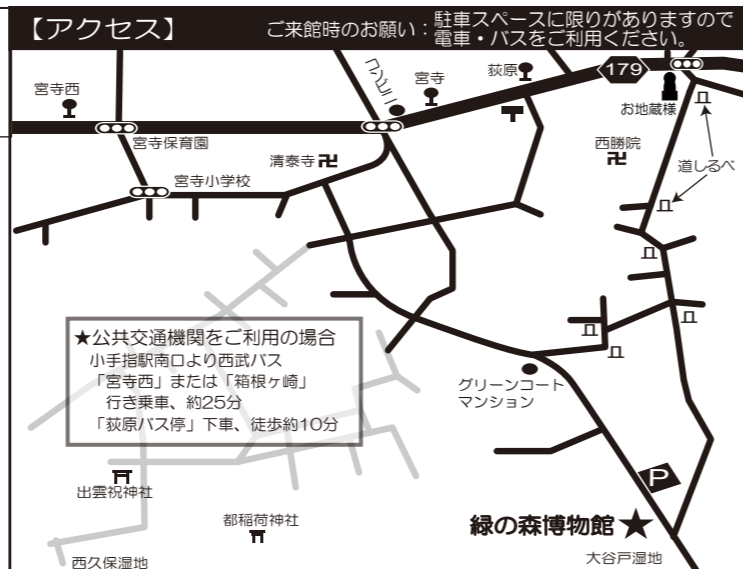 【アクセス】
ご来館時のお願い：駐車スペースに限りがありますので
電車・バスをご利用ください。
宮寺西
コンビニ
宮寺
荻原
179
お地蔵様
宮寺保育園
清泰寺
西勝院
道しるべ
宮寺小学校
★公共交通機関をご利用の場合
小手指駅南口より西武バス
「宮寺西」または「箱根ヶ崎」
行き乗車、約25分
「荻原バス停」下車、徒歩約10分
グリーンコート
マンション
P
出雲祝神社
都稲荷神社
緑の森博物館★
西久保湿地
大谷戸湿地